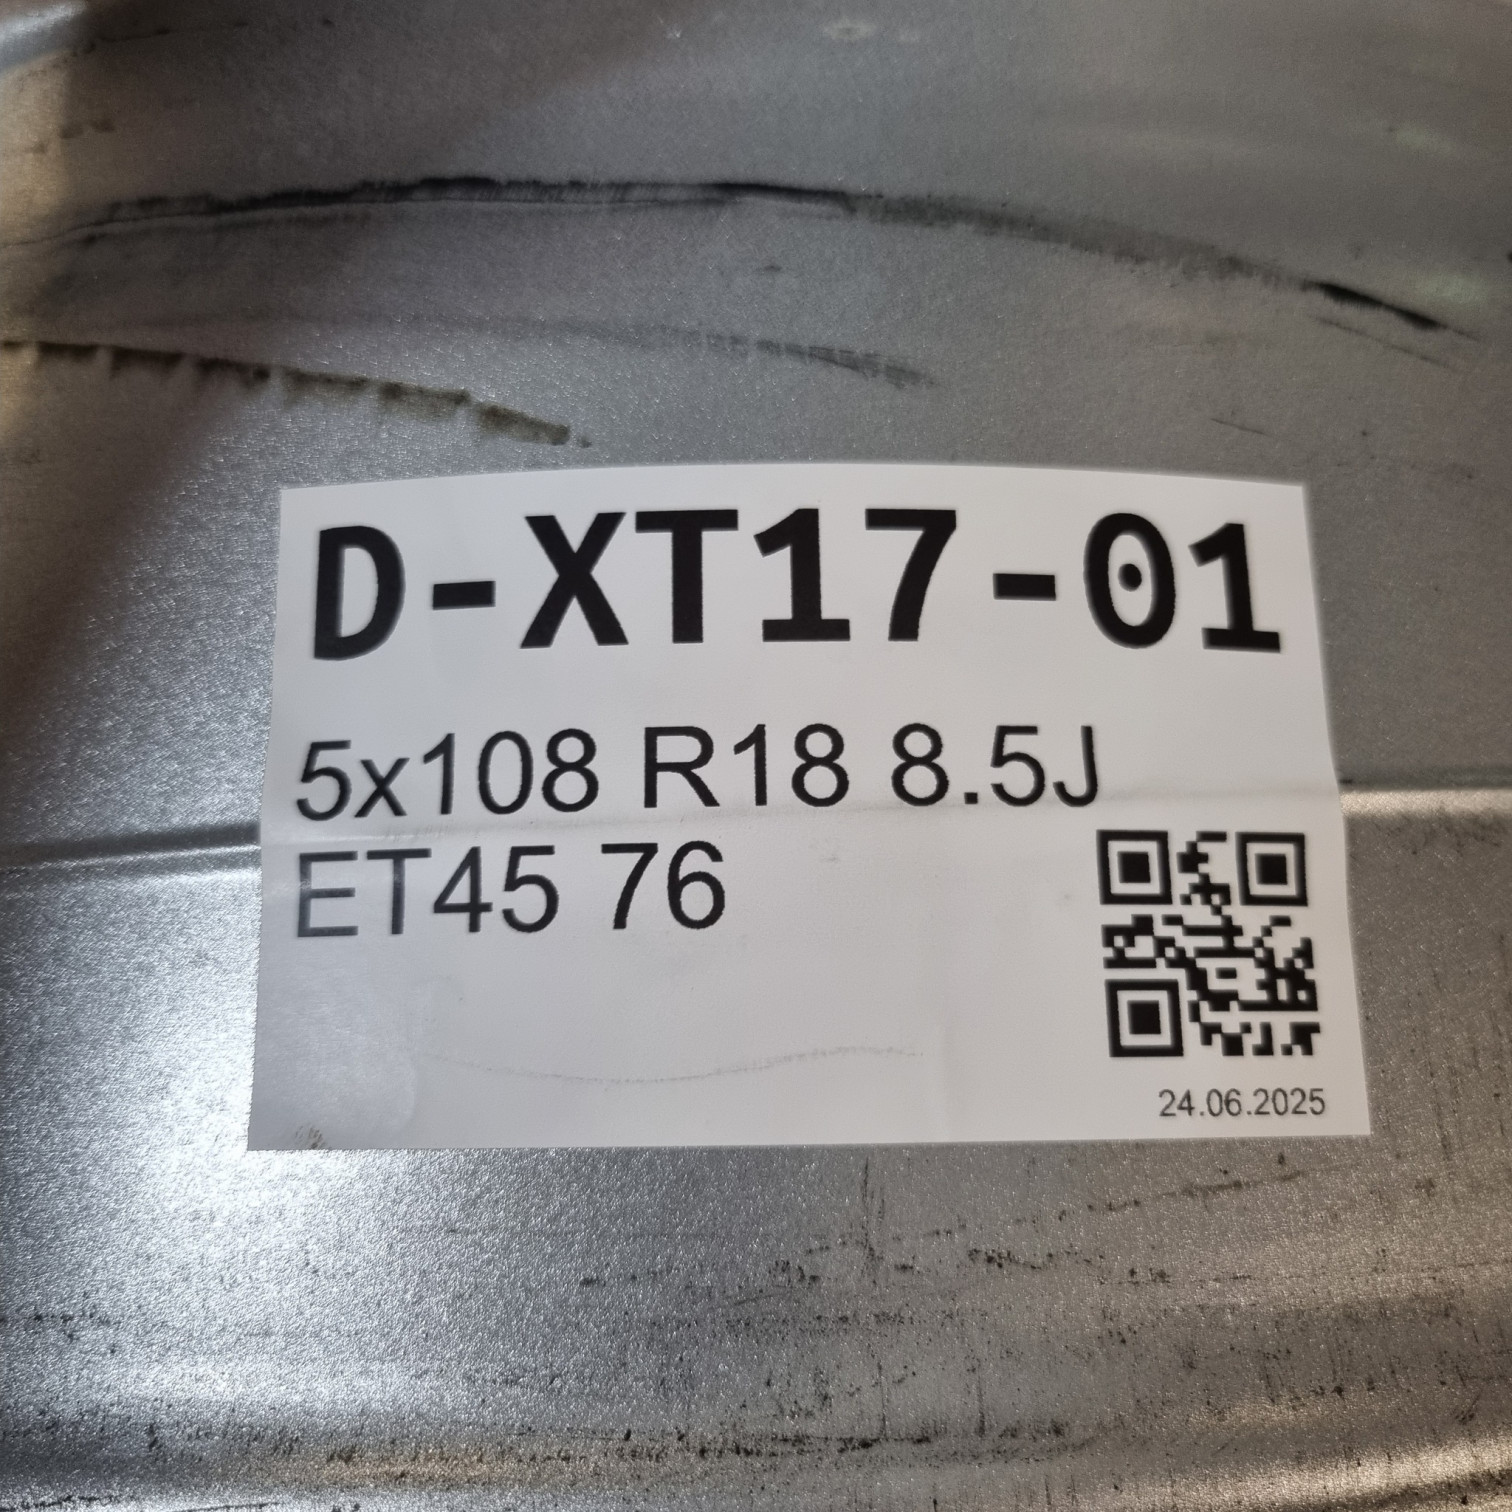 D-XT17-01
5x108 R18 8.5J
ET45 76
24.06.2025